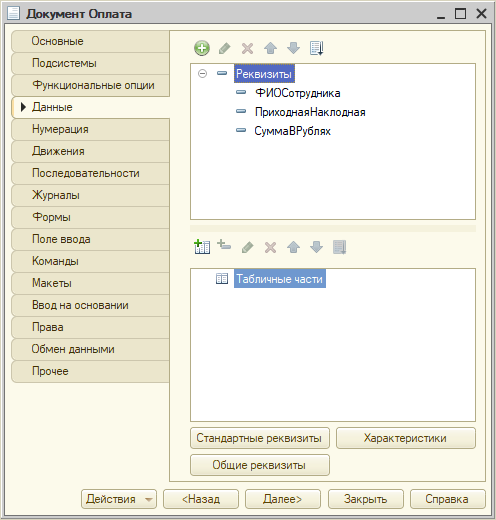 Документ Оплата
Основные
Подсистемы
Функциональные опции
Данные
Нумерация
Движения
Последовательности
Журналы
Формы
Поле ввода
Команды
Макеты
Ввод на основании
Права
Обмен данными
Прочее
Реквизиты
ФИОСотрудника
ПриходнаяНаклодная
СуммаВРублях
Табличные части
Стандартные реквизиты
Характеристики
Общие реквизиты
Действия
<Назад
Далее>
Закрыть
Справка